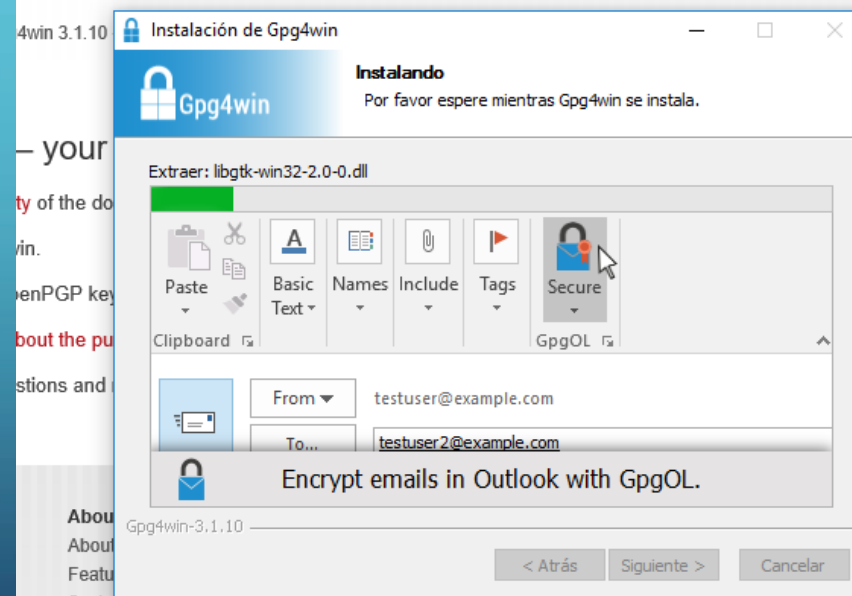 4win 3.1.10
Instalación de Gpg4win
Gpg4win
Instalando
Por favor espere mientras Gpg4win se instala.
– your
ty of the do
vin.
enPGP key
bout the pu
stions and
Extraer: libgtk-win32-2.0-0.dll
Paste
Basic
Text
Names
Include
Tags
Secure
Clipboard
GpgOL
From
testuser@example.com
To...
testuser2@example.com
Encrypt emails in Outlook with GpgOL.
Gpg4win-3.1.10
< Atrás
Siguiente >
Cancelar
Abou
About
Featu